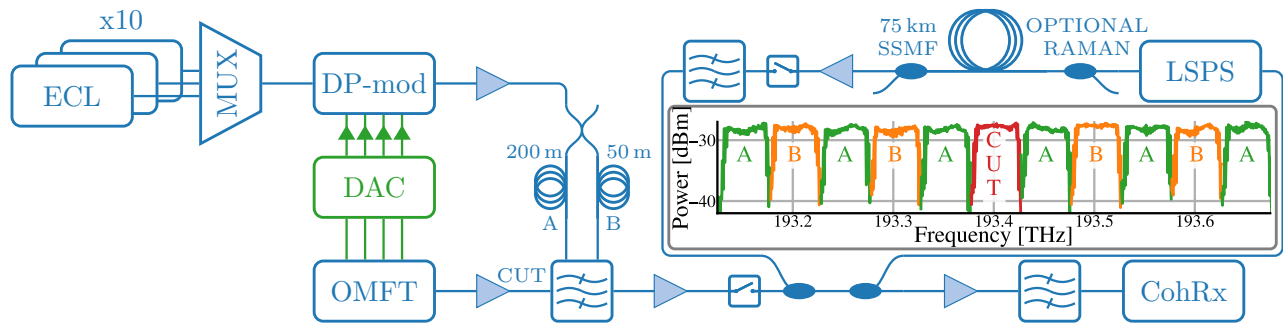 x10
ECL
MUX
DP-mod
DAC
OMFT
200 m
50 m
A
B
CUT
75 km
SSMF
OPTIONAL
RAMAN
LSPS
Power [dBm]
−30
−40
A
B
A
B
A
C
U
T
A
B
A
B
A
193.2
193.3
193.4
193.5
193.6
Frequency [THz]
CohRx